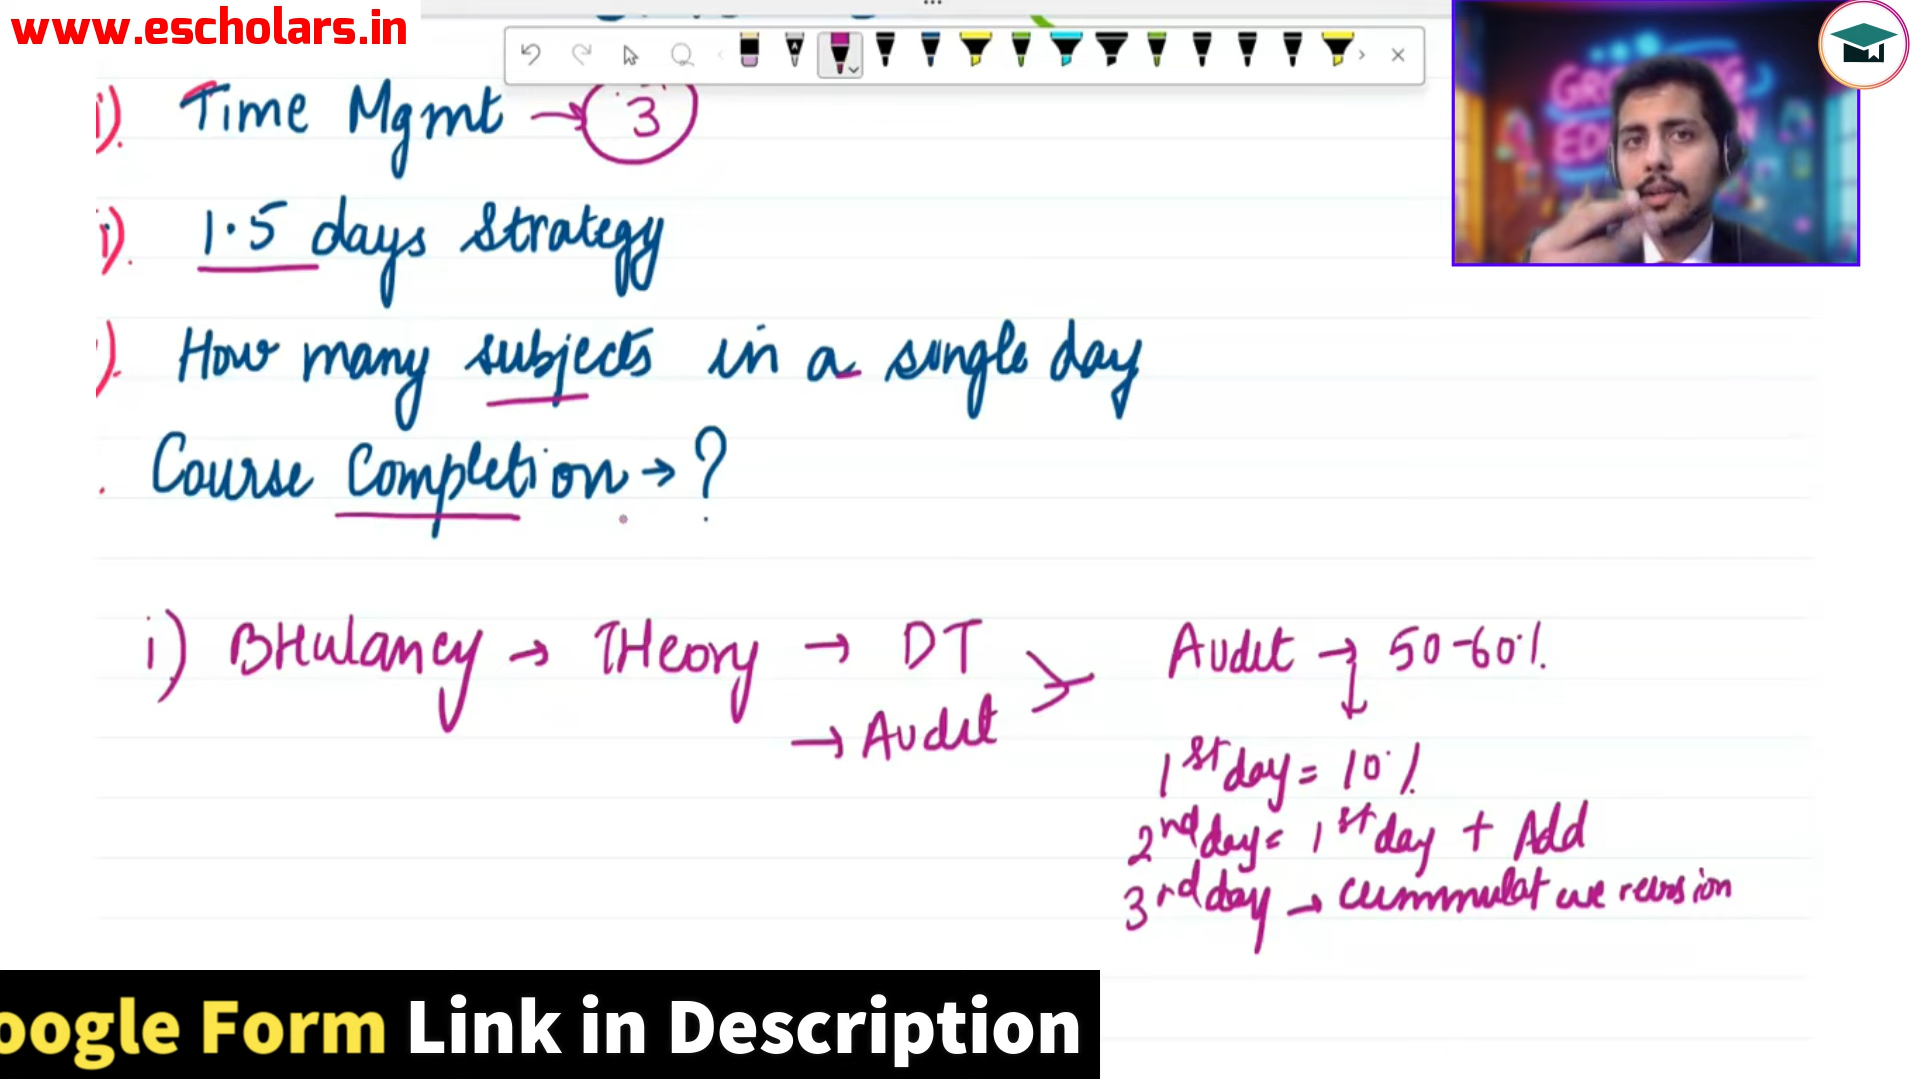 www.escholars.in
i). Time Mgmt → 3
i). 1.5 days Strategy
). How many subjects in a single day
. Course Completion → ?
i) BHulancy → THeory → DT
→ Audit
Audit → 50-60%
1st day = 10%
2nd day = 1st day + Add
3rd day → cummulative revision
oogle Form Link in Description